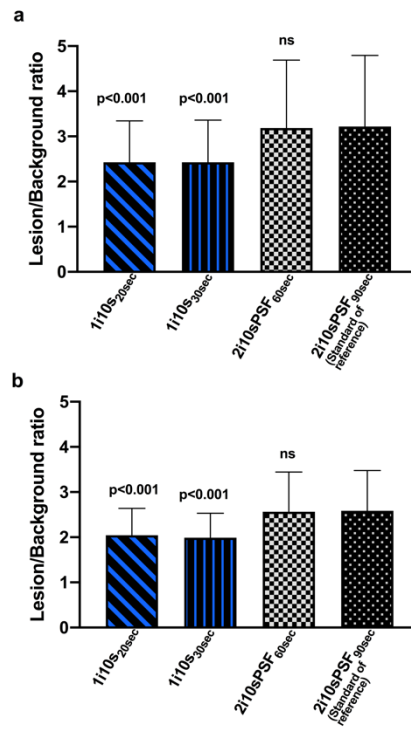 a
Lesion/Background ratio
5
4
3
2
1
0
p<0.001
p<0.001
ns
1i10s20sec
1i10s30sec
2i10sPSF60sec
2i10sPSF90sec
(Standard of
reference)
b
Lesion/Background ratio
5
4
3
2
1
0
p<0.001
p<0.001
ns
1i10s20sec
1i10s30sec
2i10sPSF60sec
2i10sPSF90sec
(Standard of
reference)